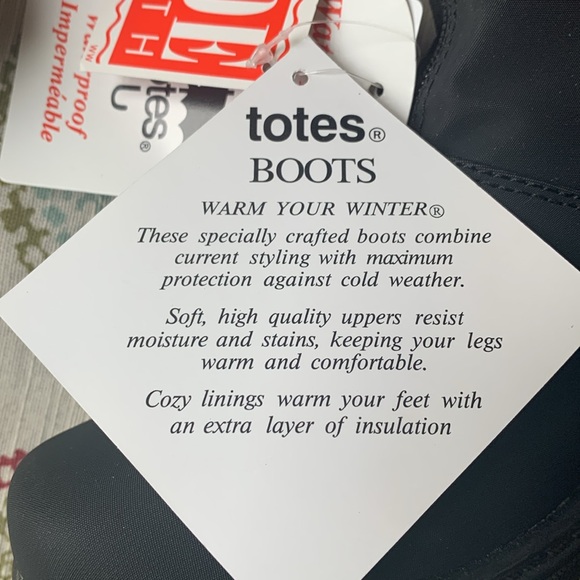 totes®
BOOTS
WARM YOUR WINTER®
These specially crafted boots combine
current styling with maximum
protection against cold weather.
Soft, high quality uppers resist
moisture and stains, keeping your legs
warm and comfortable.
Cozy linings warm your feet with
an extra layer of insulation
Imperméable